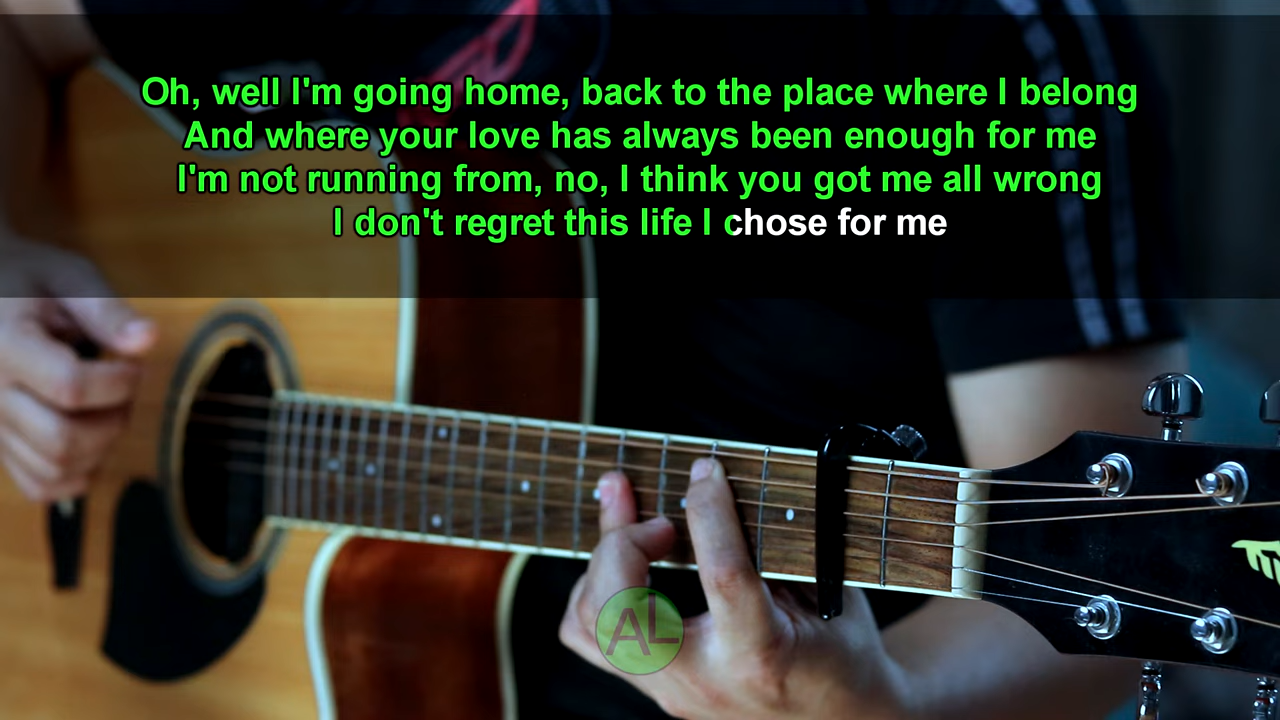 Oh, well I'm going home, back to the place where I belong
And where your love has always been enough for me
I'm not running from, no, I think you got me all wrong
I don't regret this life I chose for me
AL